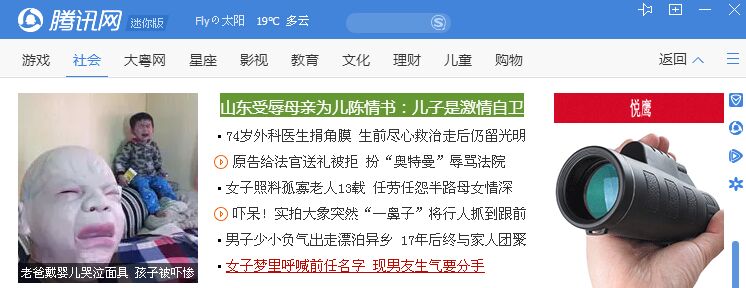 腾讯网 迷你版 Flyの太阳 19℃ 多云
游戏 社会 大粤网 星座 影视 教育 文化 理财 儿童 购物 返回
山东受辱母亲为儿陈情书：儿子是激情自卫
74岁外科医生捐角膜 生前尽心救治走后仍留光明
原告给法官送礼被拒 扮“奥特曼”辱骂法院
女子照料孤寡老人13载 任劳任怨半路母女情深
吓呆！实拍大象突然“一鼻子”将行人抓到跟前
男子少小负气出走漂泊异乡 17年后终与家人团聚
女子梦里呼喊前任名字 现男友生气要分手
老爸戴婴儿哭泣面具 孩子被吓惨
悦鹰